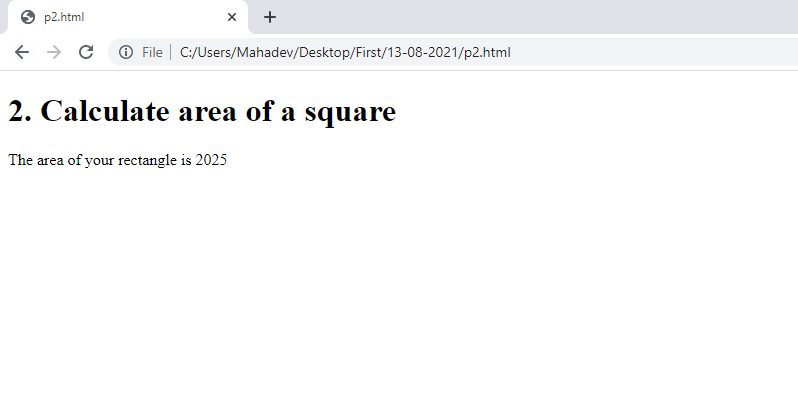 p2.html
File C:/Users/Mahadev/Desktop/First/13-08-2021/p2.html
2. Calculate area of a square
The area of your rectangle is 2025